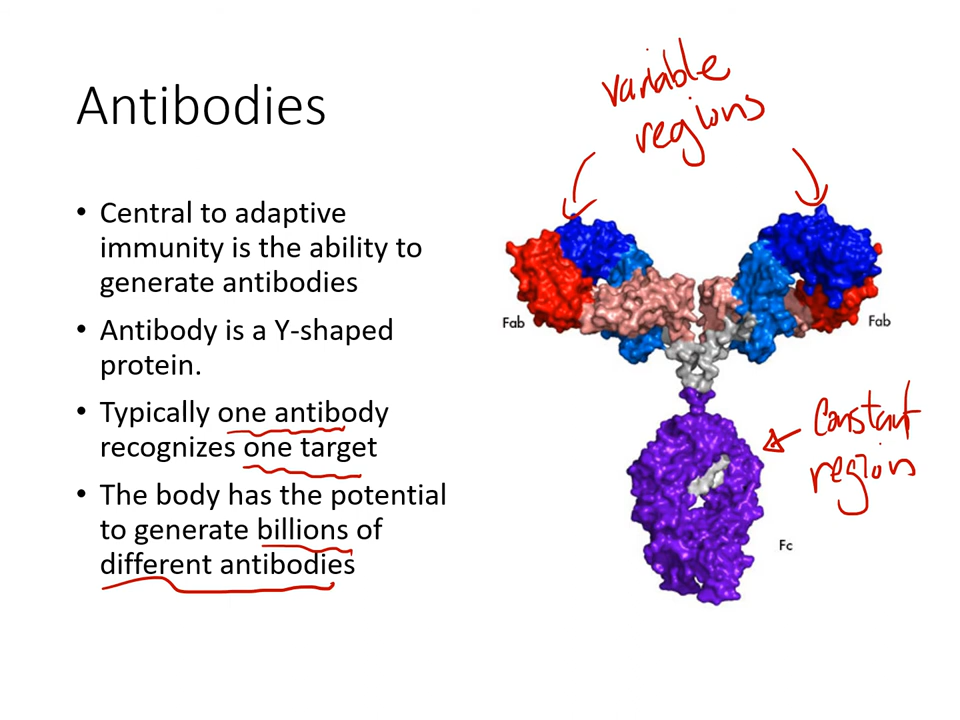 Antibodies
• Central to adaptive
immunity is the ability to
generate antibodies
• Antibody is a Y-shaped
protein.
• Typically one antibody
recognizes one target
• The body has the potential
to generate billions of
different antibodies
variable
regions
Fab
Fab
constant
region
Fc